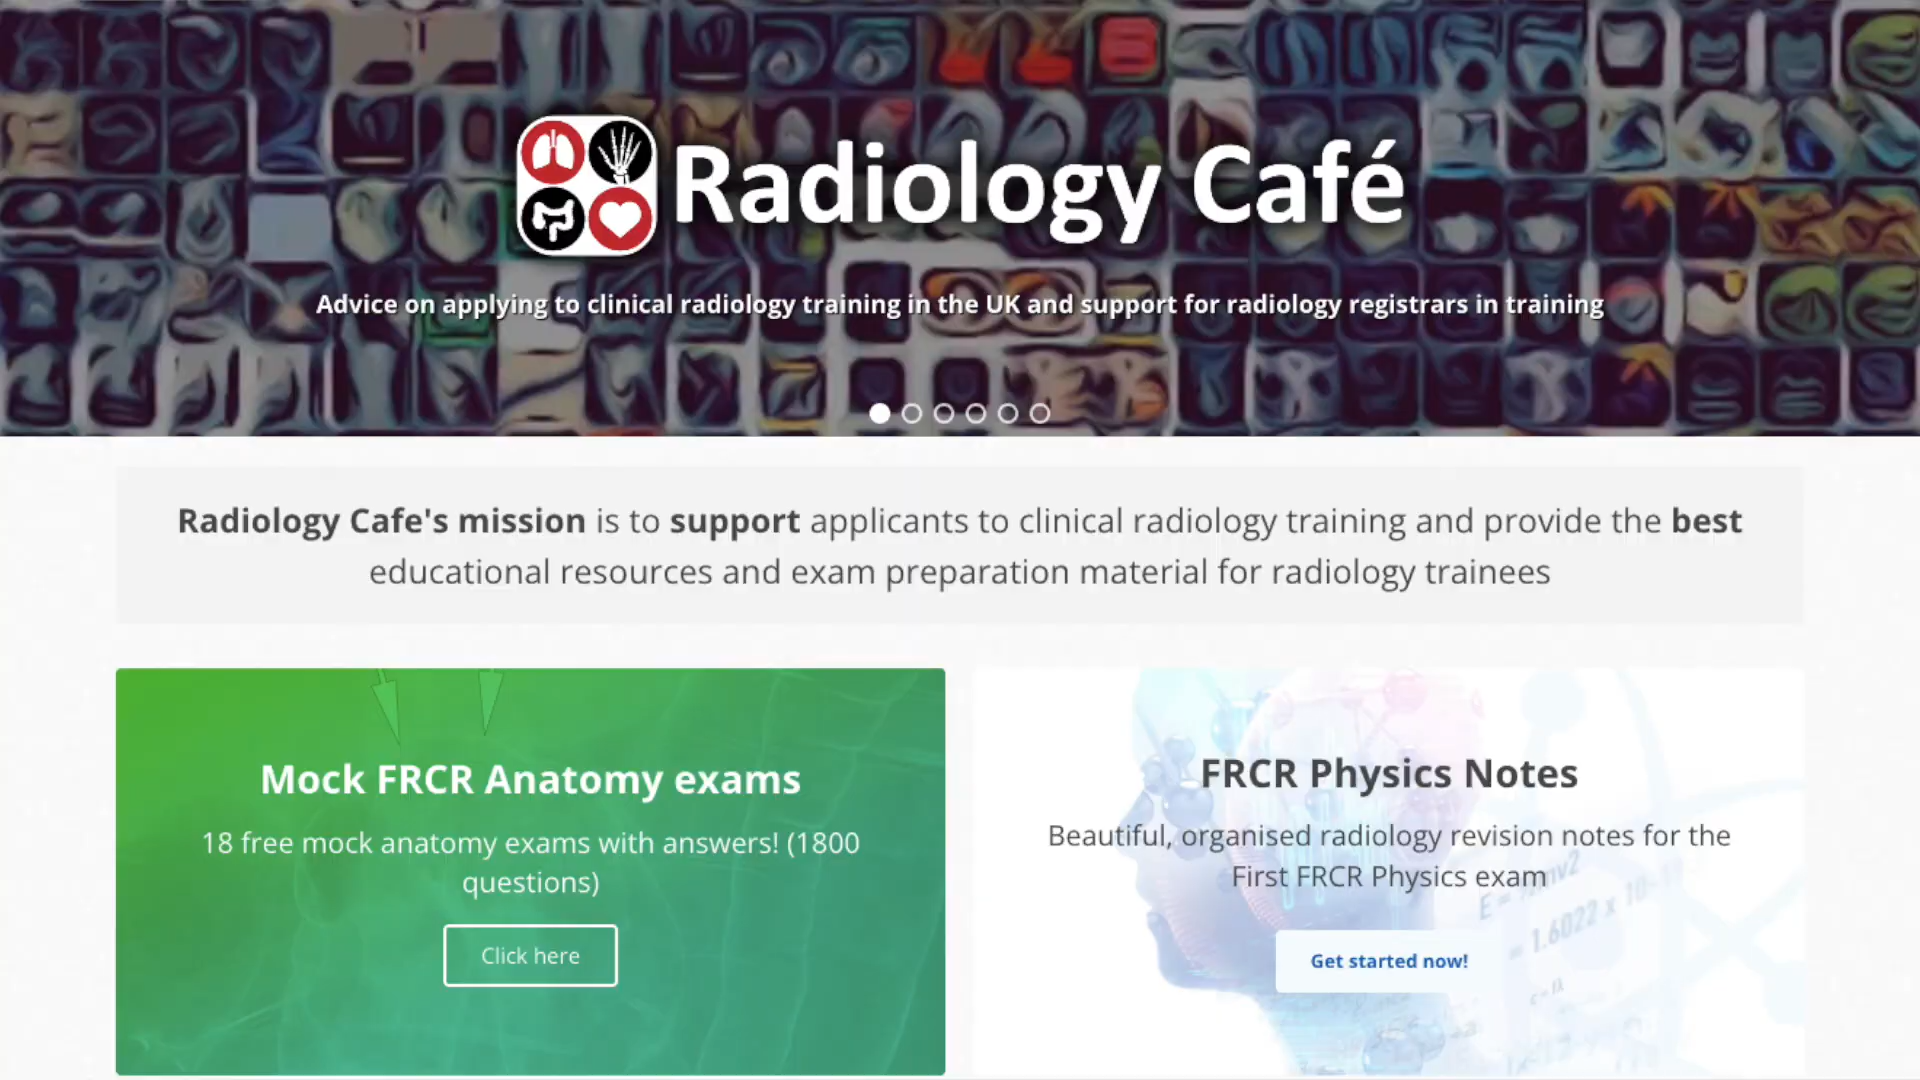 Radiology Café
Advice on applying to clinical radiology training in the UK and support for radiology registrars in training
Radiology Cafe's mission is to support applicants to clinical radiology training and provide the best
educational resources and exam preparation material for radiology trainees
Mock FRCR Anatomy exams
18 free mock anatomy exams with answers! (1800
questions)
Click here
FRCR Physics Notes
Beautiful, organised radiology revision notes for the
First FRCR Physics exam
Get started now!